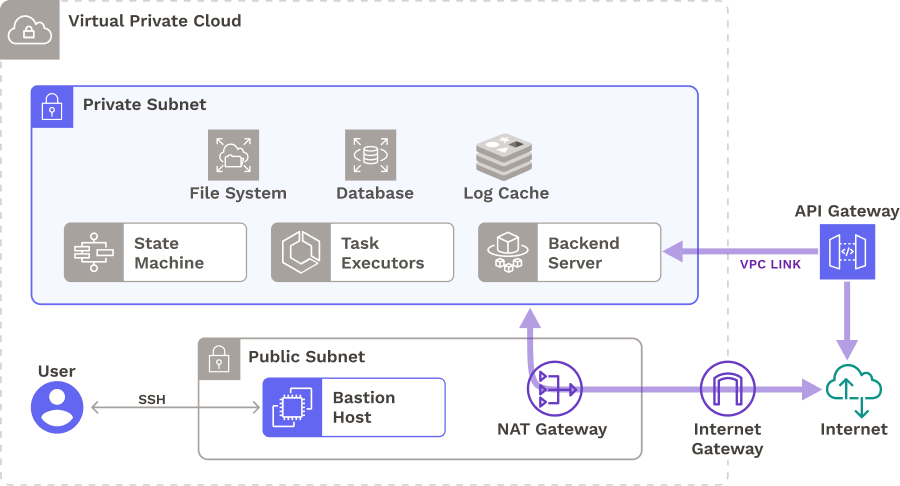 Virtual Private Cloud
Private Subnet
File System
Database
Log Cache
State
Machine
Task
Executors
Backend
Server
API Gateway
VPC LINK
Public Subnet
User
SSH
Bastion
Host
NAT Gateway
Internet
Gateway
Internet